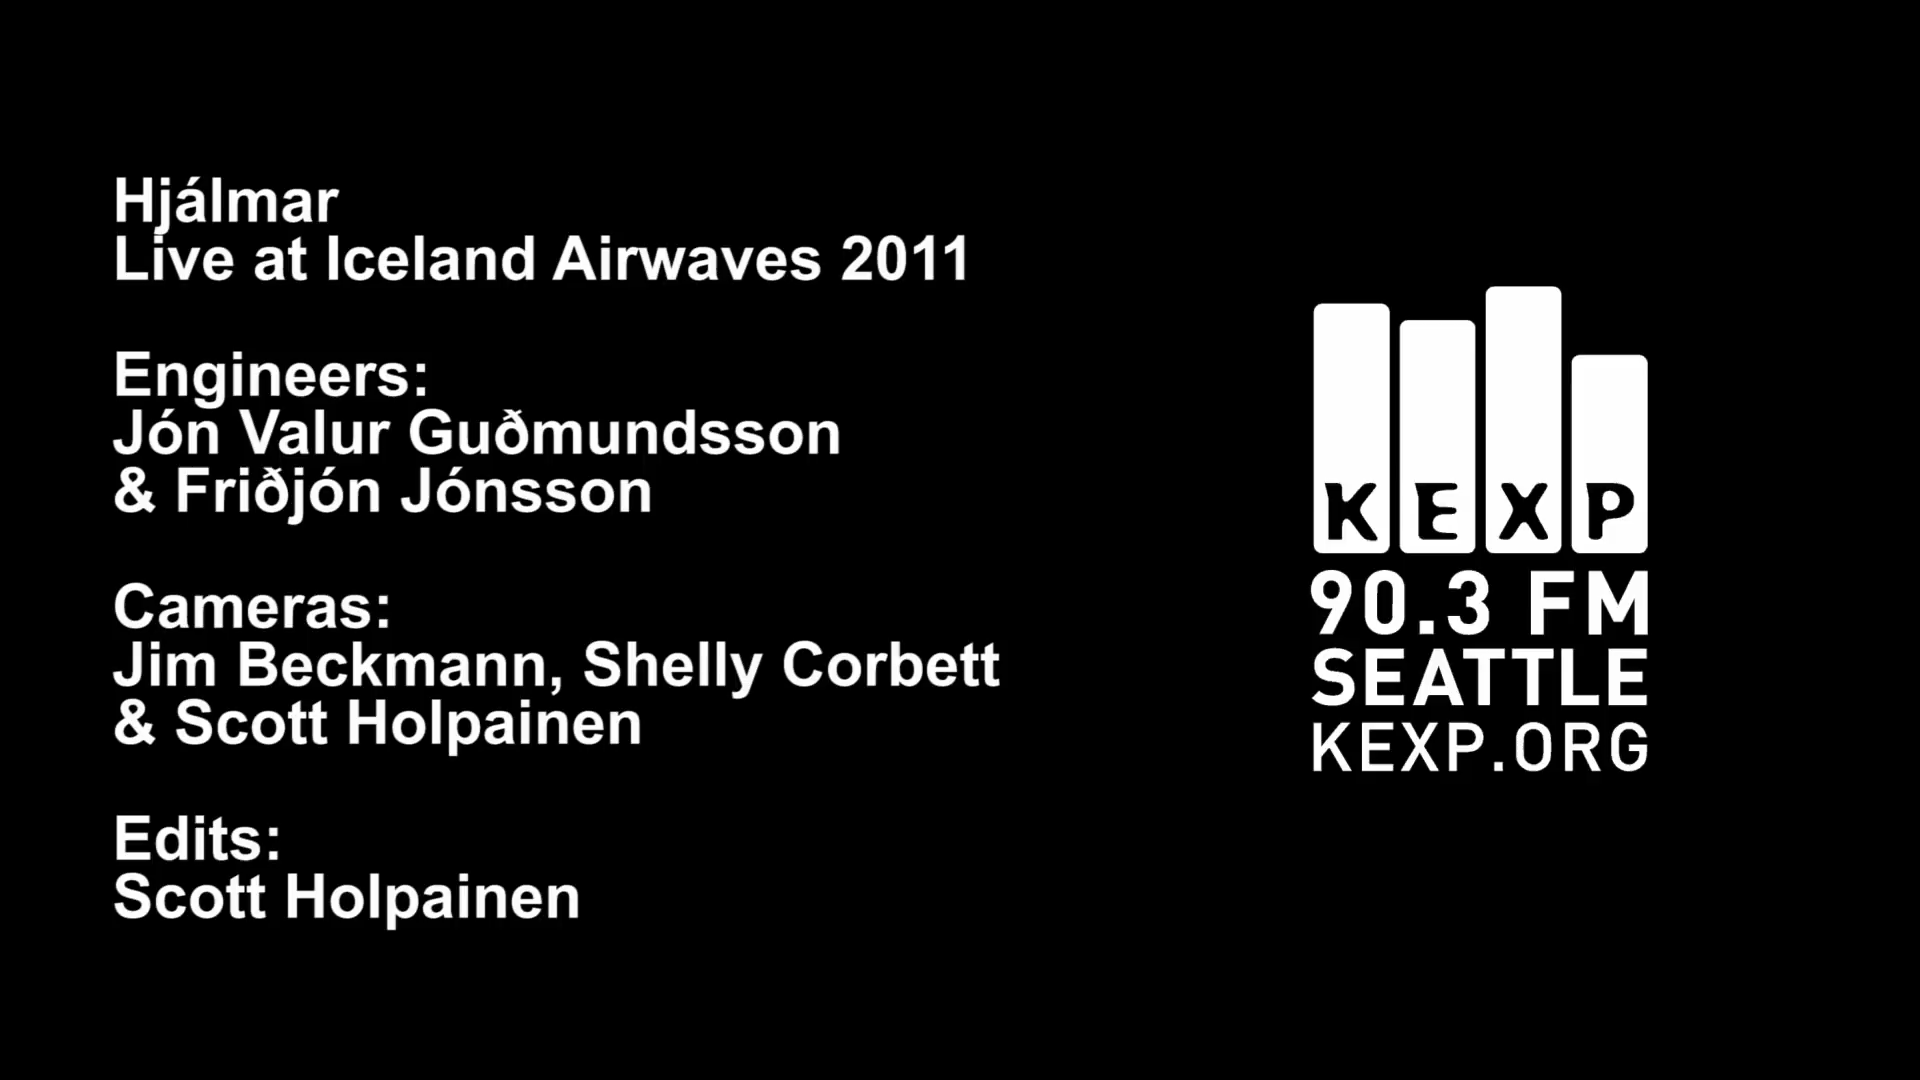 Hjálmar
Live at Iceland Airwaves 2011
Engineers:
Jón Valur Guðmundsson
& Friðjón Jónsson
Cameras:
Jim Beckmann, Shelly Corbett
& Scott Holpainen
Edits:
Scott Holpainen
KEXP
90.3 FM
SEATTLE
KEXP.ORG